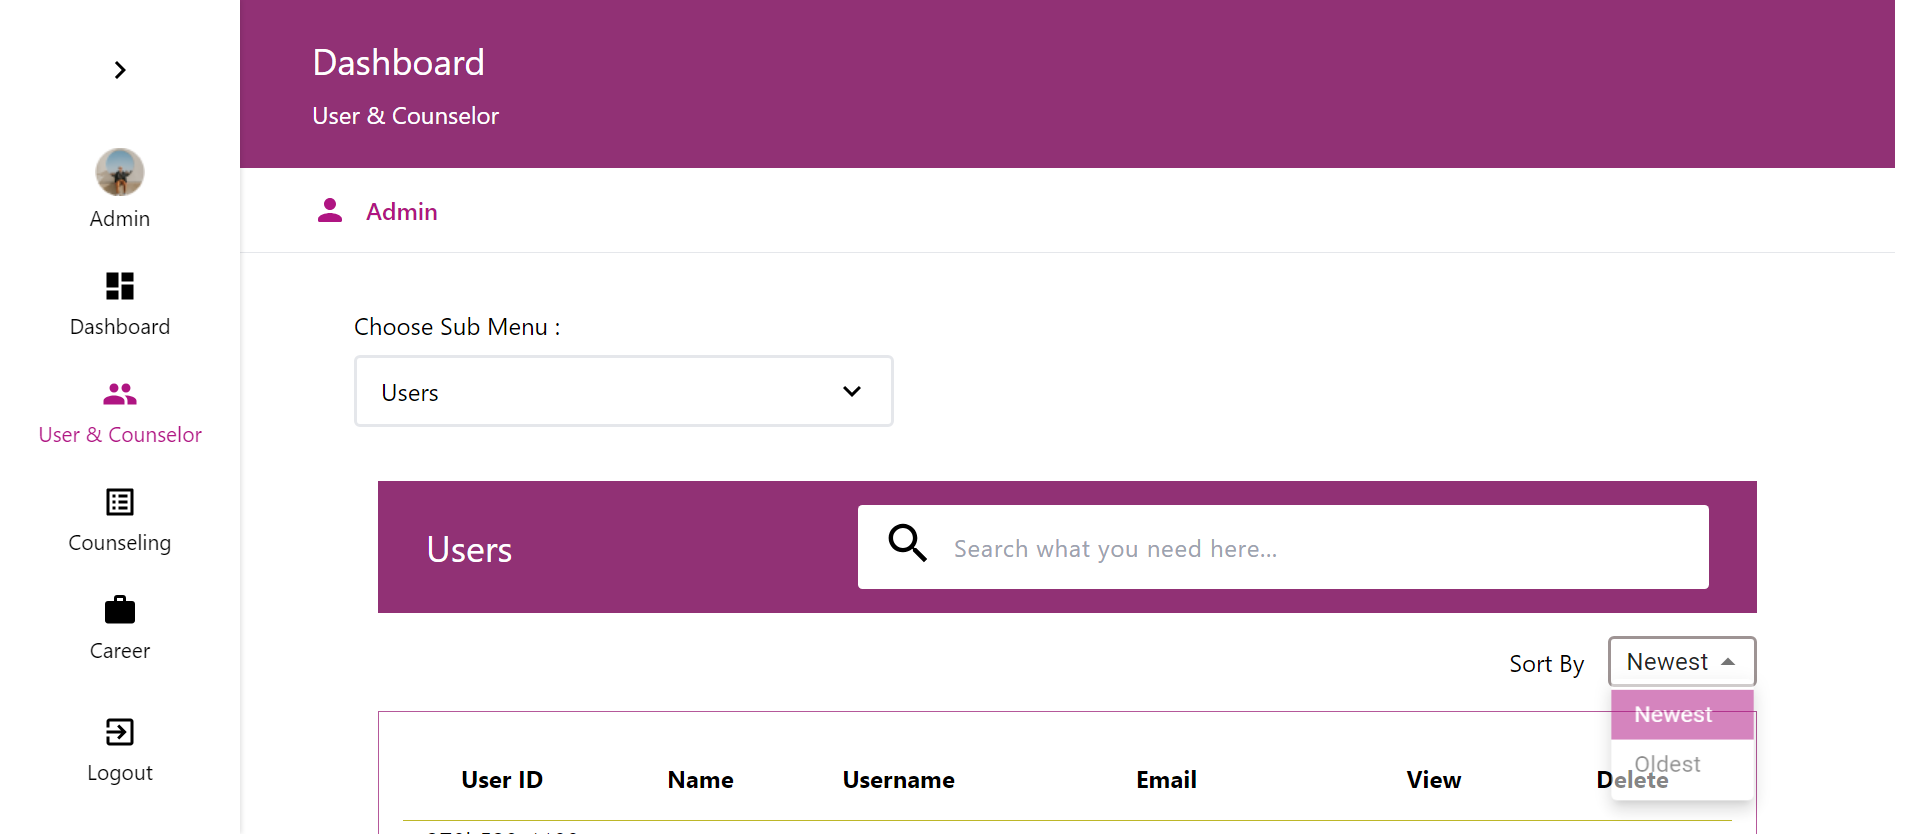 Dashboard
User & Counselor
Admin
Admin
Dashboard
User & Counselor
Counseling
Career
Logout
Choose Sub Menu :
Users
Users
Search what you need here...
Sort By
Newest
Newest
Oldest
User ID Name Username Email View Delete